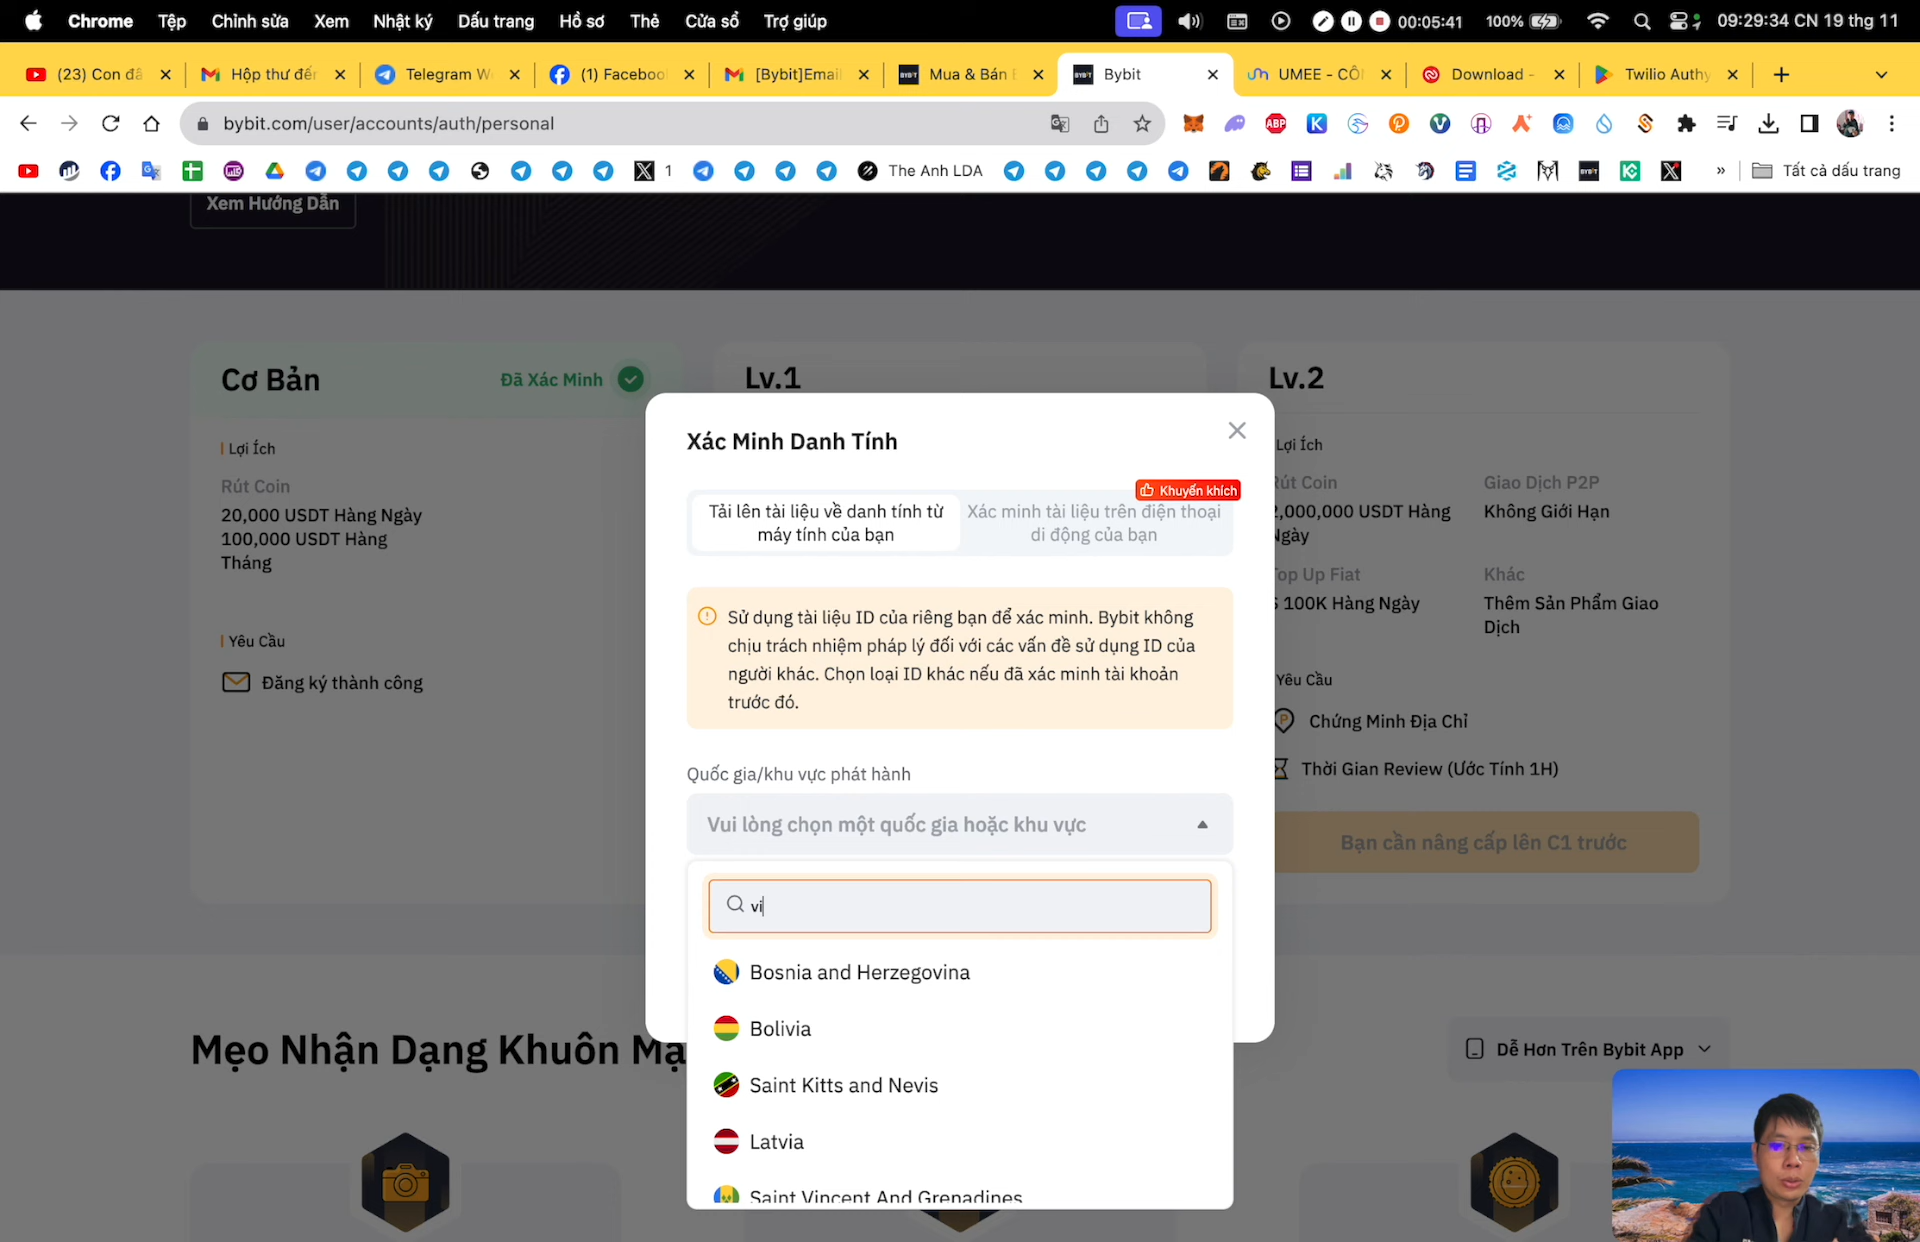 Chrome Tệp Chỉnh sửa Xem Nhật ký Dấu trang Hồ sơ Thẻ Cửa sổ Trợ giúp 00:05:41 100% 09:29:34 CN 19 thg 11
(23) Con đã Hộp thư đến Telegram W (1) Faceboo [Bybit]Email BYBIT Mua & Bán BYBIT Bybit UMEE - CÔ Download - Twilio Authy
bybit.com/user/accounts/auth/personal ABP
1 The Anh LDA » Tất cả dấu trang
Xem Hướng Dẫn
Cơ Bản Đã Xác Minh
Lợi Ích
Rút Coin
20,000 USDT Hàng Ngày
100,000 USDT Hàng
Tháng
Yêu Cầu
Đăng ký thành công
Lv.1
Lv.2
Lợi Ích
Rút Coin Giao Dịch P2P
2,000,000 USDT Hàng Không Giới Hạn
Ngày
Top Up Fiat Khác
100K Hàng Ngày Thêm Sản Phẩm Giao
Dịch
Yêu Cầu
Chứng Minh Địa Chỉ
Thời Gian Review (Ước Tính 1H)
Bạn cần nâng cấp lên C1 trước
Xác Minh Danh Tính
Khuyến khích
Tải lên tài liệu về danh tính từ
máy tính của bạn
Xác minh tài liệu trên điện thoại
di động của bạn
Sử dụng tài liệu ID của riêng bạn để xác minh. Bybit không
chịu trách nhiệm pháp lý đối với các vấn đề sử dụng ID của
người khác. Chọn loại ID khác nếu đã xác minh tài khoản
trước đó.
Quốc gia/khu vực phát hành
Vui lòng chọn một quốc gia hoặc khu vực
vi
Bosnia and Herzegovina
Bolivia
Saint Kitts and Nevis
Latvia
Saint Vincent And Grenadines
Mẹo Nhận Dạng Khuôn Mặ
Dễ Hơn Trên Bybit App